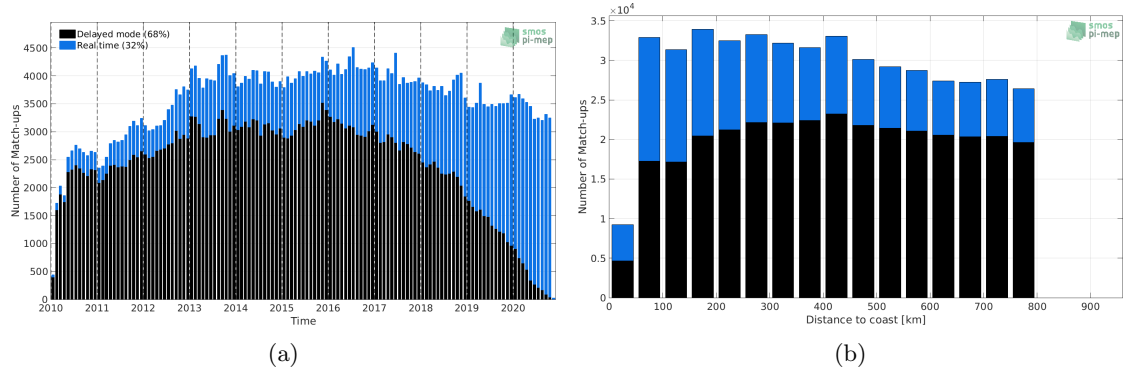 Delayed mode (68%)
Real time (32%)
smos
pi-mep
Number of Match-ups
4500
4000
3500
3000
2500
2000
1500
1000
500
0
2010 2011 2012 2013 2014 2015 2016 2017 2018 2019 2020
Time
(a)
×10⁴
smos
pi-mep
Number of Match-ups
3.5
3
2.5
2
1.5
1
0.5
0
0 100 200 300 400 500 600 700 800 900
Distance to coast [km]
(b)